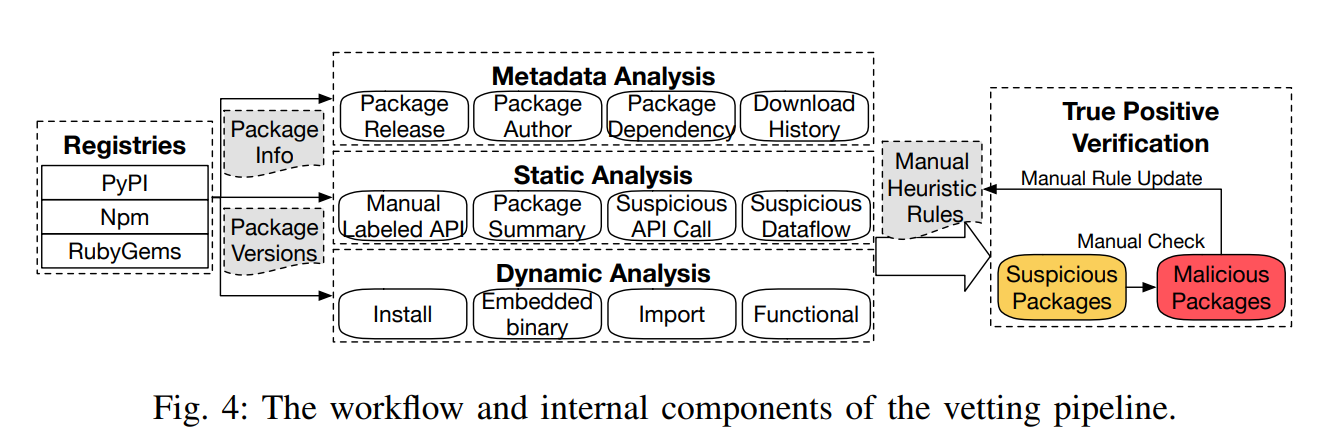 Registries
PyPI
Npm
RubyGems
Package
Info
Package
Versions
Metadata Analysis
Package
Release
Package
Author
Package
Dependency
Download
History
Static Analysis
Manual
Labeled API
Package
Summary
Suspicious
API Call
Suspicious
Dataflow
Dynamic Analysis
Install
Embedded
binary
Import
Functional
Manual
Heuristic
Rules
True Positive
Verification
Manual Rule Update
Manual Check
Suspicious
Packages
Malicious
Packages
Fig. 4: The workflow and internal components of the vetting pipeline.